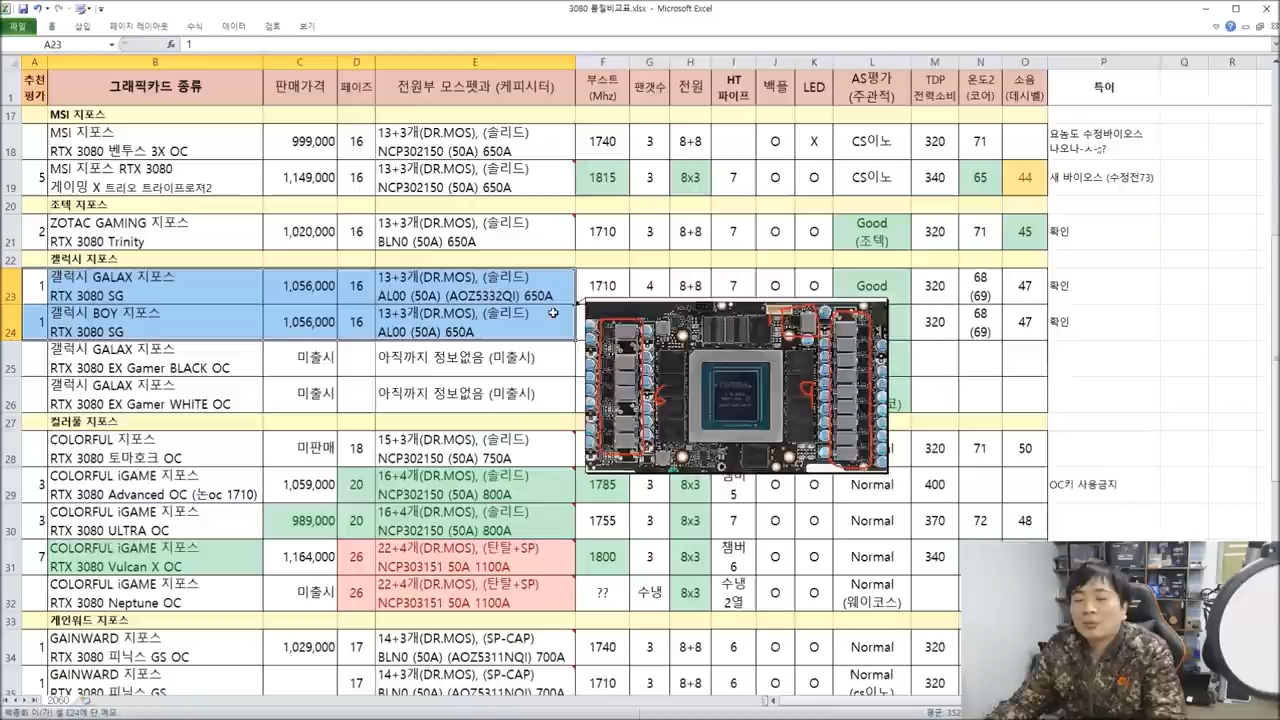 3080 품질비교표.xlsx - Microsoft Excel
파일 홈 삽입 페이지 레이아웃 수식 데이터 검토 보기
A23 fx 1
A B C D E F G H I J K L M N O P Q R
1 추천평가 그래픽카드 종류 판매가격 페이즈 전원부 모스펫과 (케피시터) 부스트 (Mhz) 팬갯수 전원 HT 파이프 백플 LED AS평가 (주관적) TDP 전력소비 온도2 (코어) 소음 (데시벨) 특이
17 MSI 지포스
18 MSI 지포스 RTX 3080 벤투스 3X OC 999,000 16 13+3개(DR.MOS), (솔리드) NCP302150 (50A) 650A 1740 3 8+8 O X CS이노 320 71 요놈도 수정바이오스 나오나-ㅅ-;;?
19 5 MSI 지포스 RTX 3080 게이밍 X 트리오 트라이프로져2 1,149,000 16 13+3개(DR.MOS), (솔리드) NCP302150 (50A) 650A 1815 3 8x3 7 O O CS이노 340 65 44 새 바이오스 (수정전73)
20 조텍 지포스
21 2 ZOTAC GAMING 지포스 RTX 3080 Trinity 1,020,000 16 13+3개(DR.MOS), (솔리드) BLN0 (50A) 650A 1710 3 8+8 7 O O Good (조텍) 320 71 45 확인
22 갤럭시 지포스
23 1 갤럭시 GALAX 지포스 RTX 3080 SG 1,056,000 16 13+3개(DR.MOS), (솔리드) AL00 (50A) (AOZ5332QI) 650A 1710 4 8+8 7 O O Good 320 68 (69) 47 확인
24 1 갤럭시 BOY 지포스 RTX 3080 SG 1,056,000 16 13+3개(DR.MOS), (솔리드) AL00 (50A) 650A 320 68 (69) 47 확인
25 갤럭시 GALAX 지포스 RTX 3080 EX Gamer BLACK OC 미출시 아직까지 정보없음 (미출시)
26 갤럭시 GALAX 지포스 RTX 3080 EX Gamer WHITE OC 미출시 아직까지 정보없음 (미출시)
27 컬러풀 지포스
28 COLORFUL 지포스 RTX 3080 토마호크 OC 미판매 18 15+3개(DR.MOS), (솔리드) NCP302150 (50A) 750A 320 71 50
29 3 COLORFUL iGAME 지포스 RTX 3080 Advanced OC (논oc 1710) 1,059,000 20 16+4개(DR.MOS), (솔리드) NCP302150 (50A) 800A 1785 3 8x3 5 O O Normal 400 OC키 사용금지
30 3 COLORFUL iGAME 지포스 RTX 3080 ULTRA OC 989,000 20 16+4개(DR.MOS), (솔리드) NCP302150 (50A) 800A 1755 3 8x3 7 O O Normal 370 72 48
31 7 COLORFUL iGAME 지포스 RTX 3080 Vulcan X OC 1,164,000 26 22+4개(DR.MOS), (탄탈+SP) NCP303151 50A 1100A 1800 3 8x3 챔버 6 O O Normal 340
32 COLORFUL iGAME 지포스 RTX 3080 Neptune OC 미출시 26 22+4개(DR.MOS), (탄탈+SP) NCP303151 50A 1100A ?? 수냉 8x3 수냉 2열 O O Normal (웨이코스)
33 게인워드 지포스
34 1 GAINWARD 지포스 RTX 3080 피닉스 GS OC 1,029,000 17 14+3개(DR.MOS), (SP-CAP) BLN0 (50A) (AOZ5311NQI) 700A 1740 3 8+8 6 O O Normal 320
35 1 GAINWARD 지포스 RTX 3080 피닉스 GS 17 14+3개(DR.MOS), (SP-CAP) BLN0 (50A) (AOZ5311NQI) 700A 1710 3 8+8 6 O O Normal (cs이노) 320
2060
평균: 352